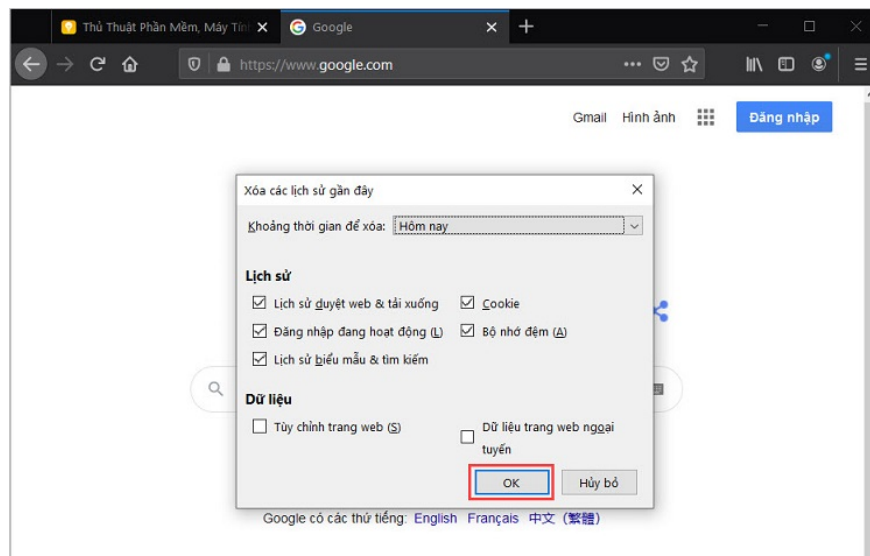 Thủ Thuật Phần Mềm, Máy Tín
Google
https://www.google.com
Gmail Hình ảnh Đăng nhập
Xóa các lịch sử gần đây
Khoảng thời gian để xóa: Hôm nay
Lịch sử
Lịch sử duyệt web & tải xuống Cookie
Đăng nhập đang hoạt động (L) Bộ nhớ đệm (A)
Lịch sử biểu mẫu & tìm kiếm
Dữ liệu
Tùy chỉnh trang web (S) Dữ liệu trang web ngoại
tuyến
OK Hủy bỏ
Google có các thứ tiếng: English Français 中文 (繁體)